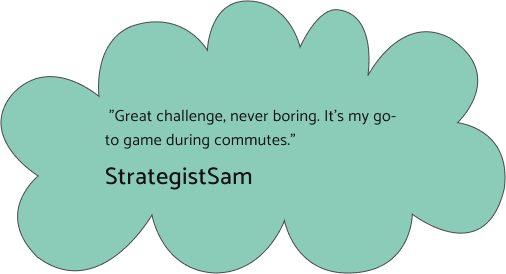 ”Great challenge, never boring. It’s my go-
to game during commutes.”
StrategistSam